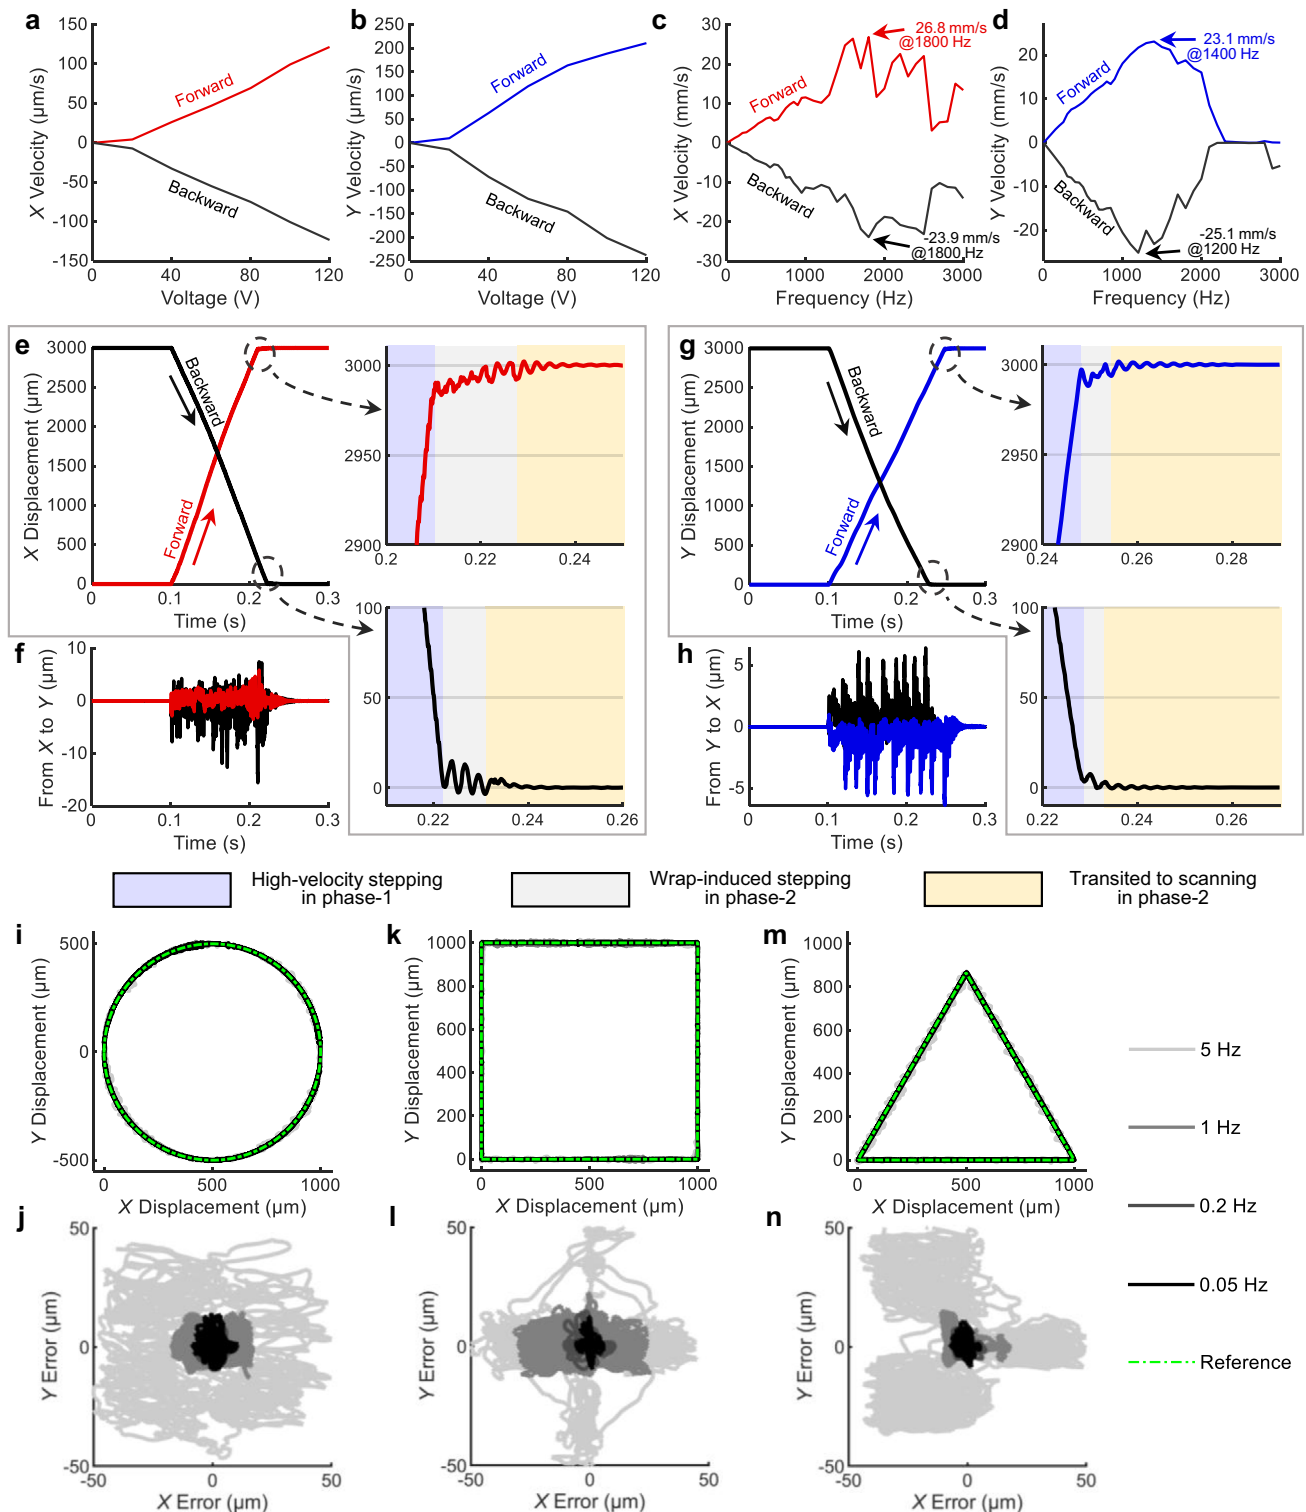 a
150
100
50
0
-50
-100
-150
X Velocity (µm/s)
Forward
Backward
0
40
80
120
Voltage (V)
b
250
200
150
100
50
0
-50
-100
-150
-200
-250
Y Velocity (µm/s)
Forward
Backward
0
40
80
120
Voltage (V)
c
30
20
10
0
-10
-20
-30
X Velocity (mm/s)
26.8 mm/s
@1800 Hz
Forward
Backward
-23.9 mm/s
@1800 Hz
0
1000
2000
3000
Frequency (Hz)
d
20
10
0
-10
-20
Y Velocity (mm/s)
23.1 mm/s
@1400 Hz
Forward
Backward
-25.1 mm/s
@1200 Hz
0
1000
2000
3000
Frequency (Hz)
e
3000
2500
2000
1500
1000
500
0
X Displacement (µm)
Backward
Forward
0
0.1
0.2
0.3
Time (s)
3000
2950
2900
0.2
0.22
0.24
100
50
0
0.22
0.24
0.26
f
10
0
-10
-20
From X to Y (µm)
0
0.1
0.2
0.3
Time (s)
g
3000
2500
2000
1500
1000
500
0
Y Displacement (µm)
Backward
Forward
0
0.1
0.2
0.3
Time (s)
3000
2950
2900
0.24
0.26
0.28
100
50
0
0.22
0.24
0.26
h
5
0
-5
From Y to X (µm)
0
0.1
0.2
0.3
Time (s)
High-velocity stepping
in phase-1
Wrap-induced stepping
in phase-2
Transited to scanning
in phase-2
i
500
0
-500
Y Displacement (µm)
0
500
1000
X Displacement (µm)
k
1000
800
600
400
200
0
Y Displacement (µm)
0
500
1000
X Displacement (µm)
m
1000
800
600
400
200
0
Y Displacement (µm)
0
500
1000
X Displacement (µm)
5 Hz
1 Hz
0.2 Hz
0.05 Hz
Reference
j
50
0
-50
Y Error (µm)
-50
0
50
X Error (µm)
l
50
0
-50
Y Error (µm)
-50
0
50
X Error (µm)
n
50
0
-50
Y Error (µm)
-50
0
50
X Error (µm)